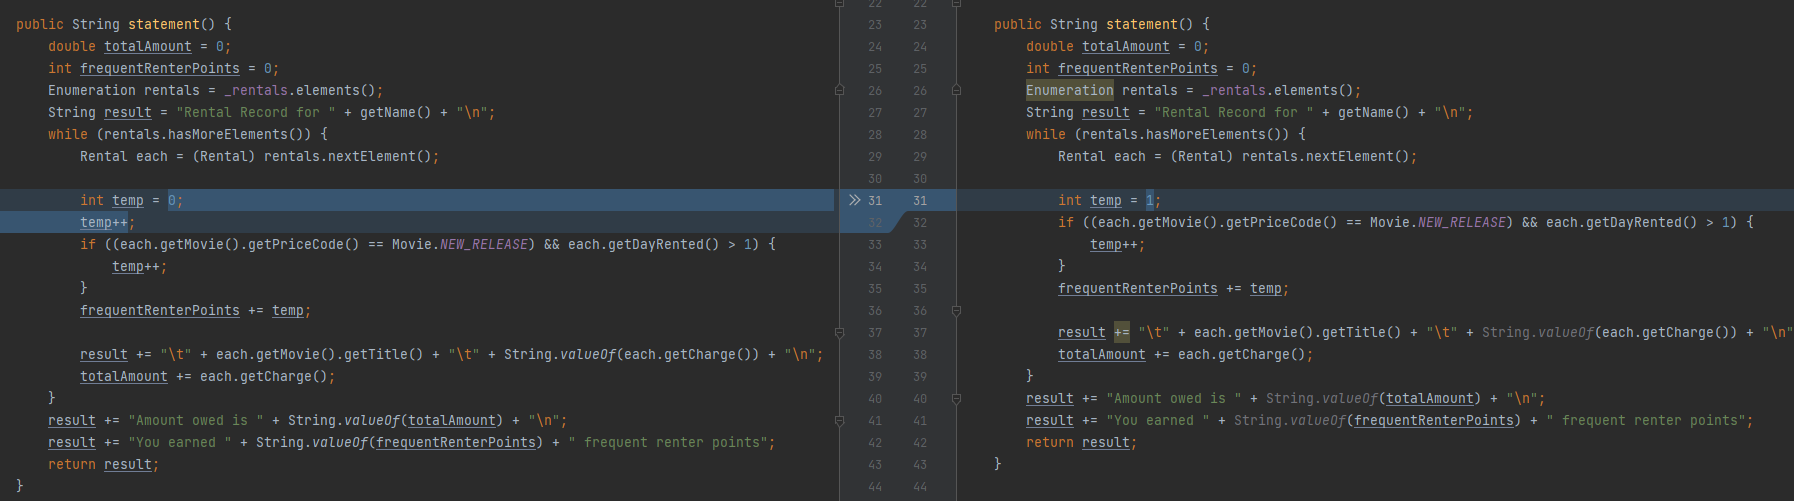 public String statement() {
    double totalAmount = 0;
    int frequentRenterPoints = 0;
    Enumeration rentals = _rentals.elements();
    String result = "Rental Record for " + getName() + "\n";
    while (rentals.hasMoreElements()) {
        Rental each = (Rental) rentals.nextElement();

        int temp = 0;
        temp++;
        if ((each.getMovie().getPriceCode() == Movie.NEW_RELEASE) && each.getDayRented() > 1) {
            temp++;
        }
        frequentRenterPoints += temp;

        result += "\t" + each.getMovie().getTitle() + "\t" + String.valueOf(each.getCharge()) + "\n";
        totalAmount += each.getCharge();
    }
    result += "Amount owed is " + String.valueOf(totalAmount) + "\n";
    result += "You earned " + String.valueOf(frequentRenterPoints) + " frequent renter points";
    return result;
}
22 22
23 23
24 24
25 25
26 26
27 27
28 28
29 29
30 30
31 31
32 32
33 33
34 34
35 35
36 36
37 37
38 38
39 39
40 40
41 41
42 42
43 43
44 44
public String statement() {
    double totalAmount = 0;
    int frequentRenterPoints = 0;
    Enumeration rentals = _rentals.elements();
    String result = "Rental Record for " + getName() + "\n";
    while (rentals.hasMoreElements()) {
        Rental each = (Rental) rentals.nextElement();

        int temp = 1;
        if ((each.getMovie().getPriceCode() == Movie.NEW_RELEASE) && each.getDayRented() > 1) {
            temp++;
        }
        frequentRenterPoints += temp;

        result += "\t" + each.getMovie().getTitle() + "\t" + String.valueOf(each.getCharge()) + "\n"
        totalAmount += each.getCharge();
    }
    result += "Amount owed is " + String.valueOf(totalAmount) + "\n";
    result += "You earned " + String.valueOf(frequentRenterPoints) + " frequent renter points";
    return result;
}